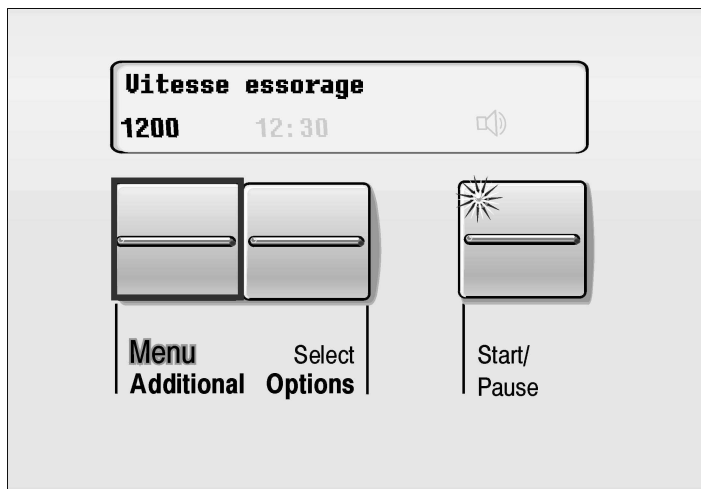 Vitesse essorage
1200 12:30
Menu Select
Additional Options
Start/
Pause